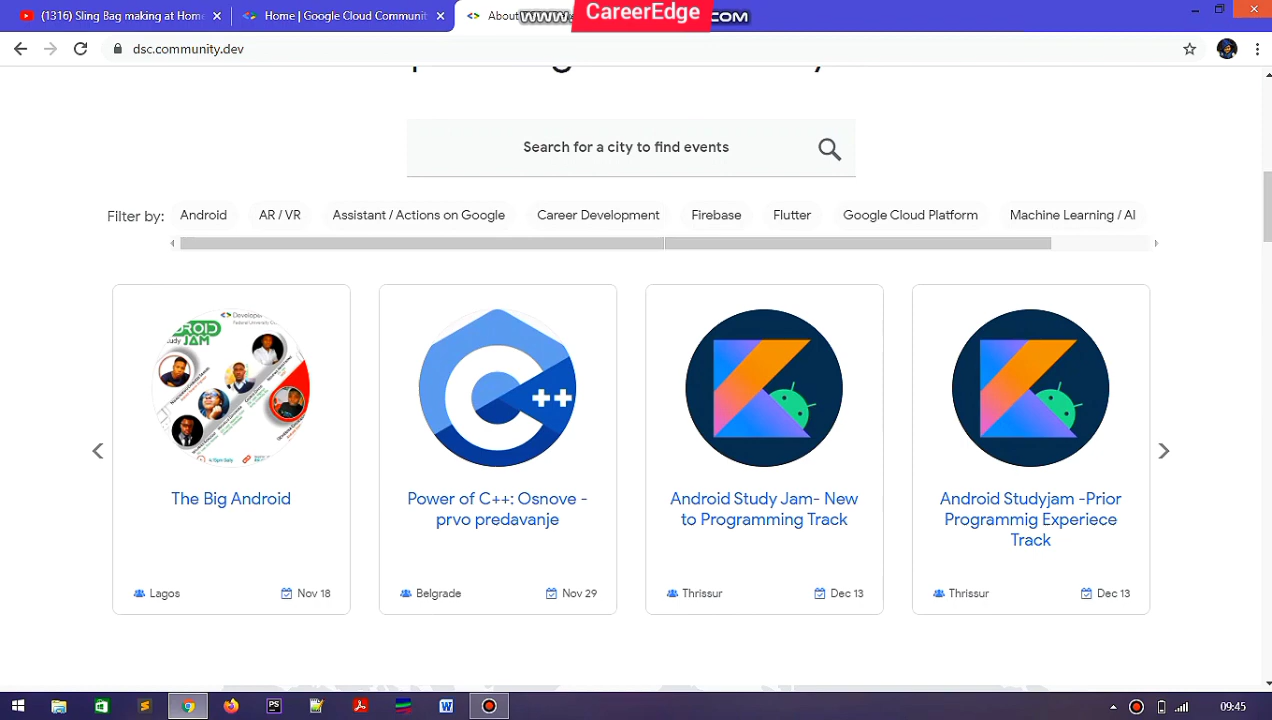 (1316) Sling Bag making at Home
Home | Google Cloud Communit
About
CareerEdge
dsc.community.dev
Search for a city to find events
Filter by:
Android
AR / VR
Assistant / Actions on Google
Career Development
Firebase
Flutter
Google Cloud Platform
Machine Learning / AI
ANDROID
Study JAM
C++
The Big Android
Power of C++: Osnove -
prvo predavanje
Android Study Jam- New
to Programming Track
Android Studyjam -Prior
Programmig Experiece
Track
Lagos
Nov 18
Belgrade
Nov 29
Thrissur
Dec 13
Thrissur
Dec 13
PS
W
09:45